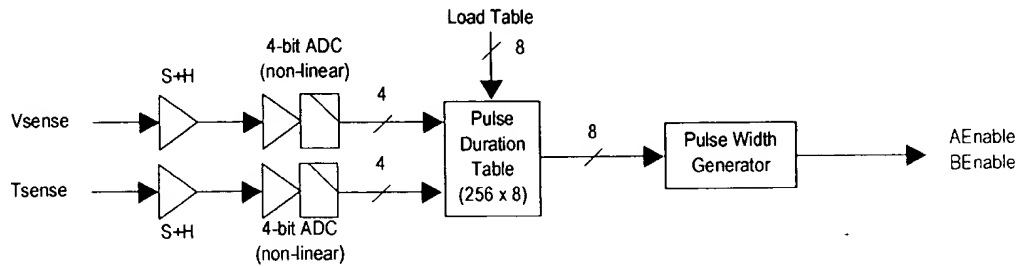 Load Table
8
4-bit ADC
(non-linear)
S+H
4
Vsense
Pulse
Duration
Table
(256 x 8)
8
Pulse Width
Generator
AEnable
BEnable
Tsense
4
S+H
4-bit ADC
(non-linear)